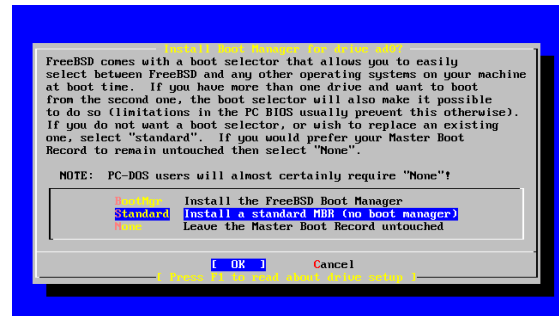 Install Boot Manager for drive ad0?
FreeBSD comes with a boot selector that allows you to easily
select between FreeBSD and any other operating systems on your machine
at boot time.  If you have more than one drive and want to boot
from the second one, the boot selector will also make it possible
to do so (limitations in the PC BIOS usually prevent this otherwise).
If you do not want a boot selector, or wish to replace an existing
one, select "standard".  If you would prefer your Master Boot
Record to remain untouched then select "None".
NOTE:  PC-DOS users will almost certainly require "None"!
BootMgr   Install the FreeBSD Boot Manager
Standard  Install a standard MBR (no boot manager)
None      Leave the Master Boot Record untouched
[  OK  ]     Cancel
[ Press F1 to read about drive setup ]